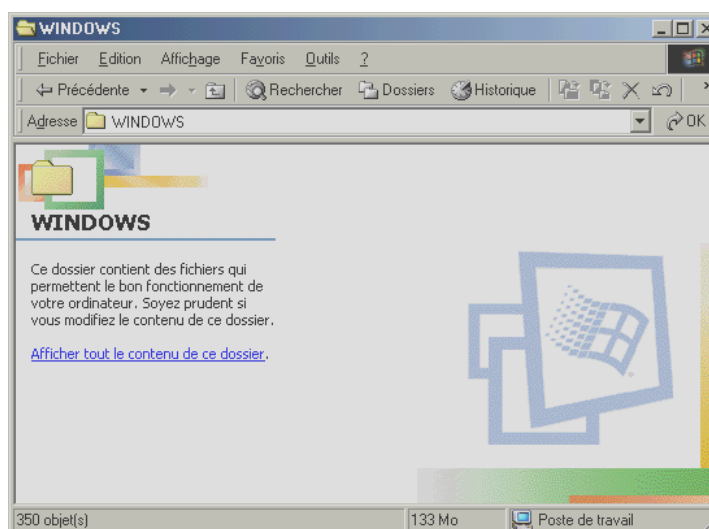 WINDOWS
Fichier Edition Affichage Favoris Outils ?
Précédente Rechercher Dossiers Historique
Adresse WINDOWS OK
WINDOWS
Ce dossier contient des fichiers qui
permettent le bon fonctionnement de
votre ordinateur. Soyez prudent si
vous modifiez le contenu de ce dossier.
Afficher tout le contenu de ce dossier.
350 objet(s) 133 Mo Poste de travail